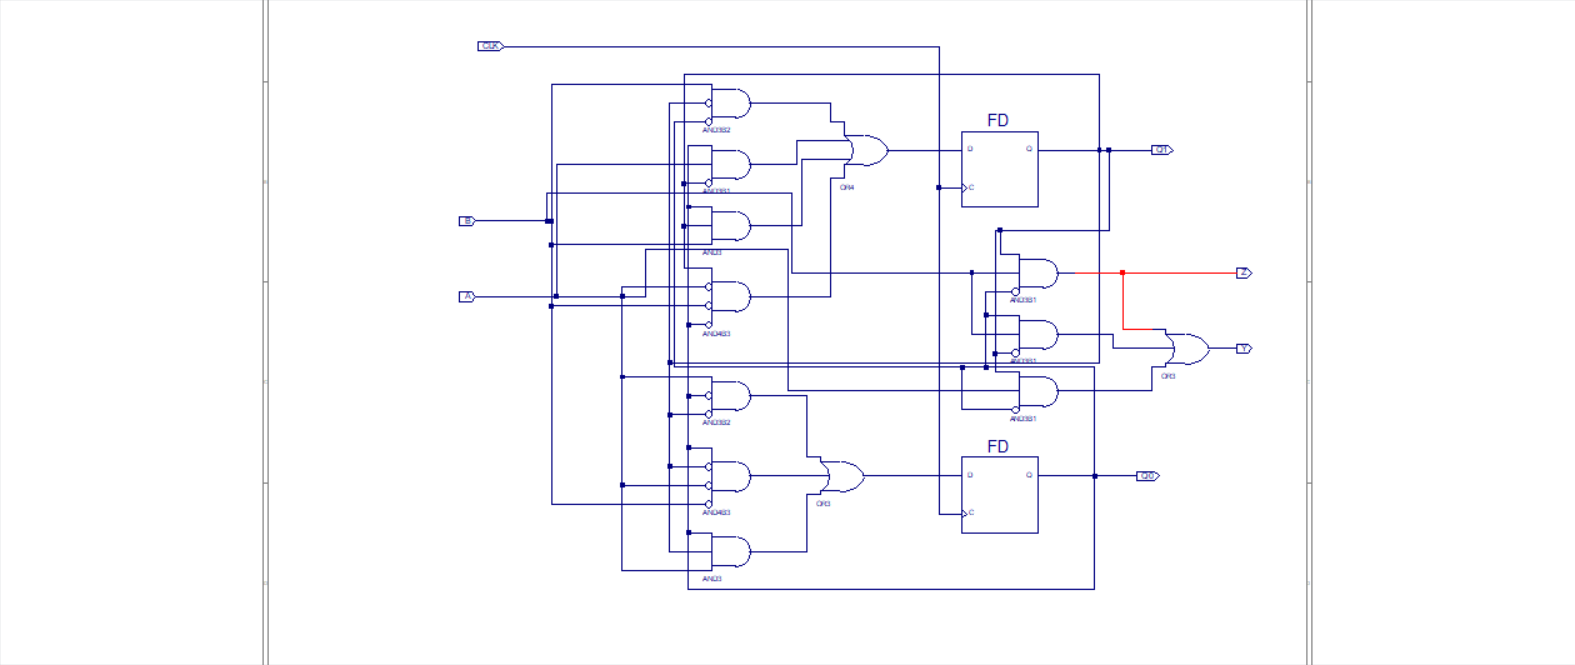 CLK
FD
AND3B2
D
Q
Q1
AND3B1
OR4
C
B
AND3
A
Z
AND3B1
AND4B3
Y
AND3B1
OR3
AND3B2
AND3B1
FD
D
Q
Q0
AND4B3
OR3
C
AND3